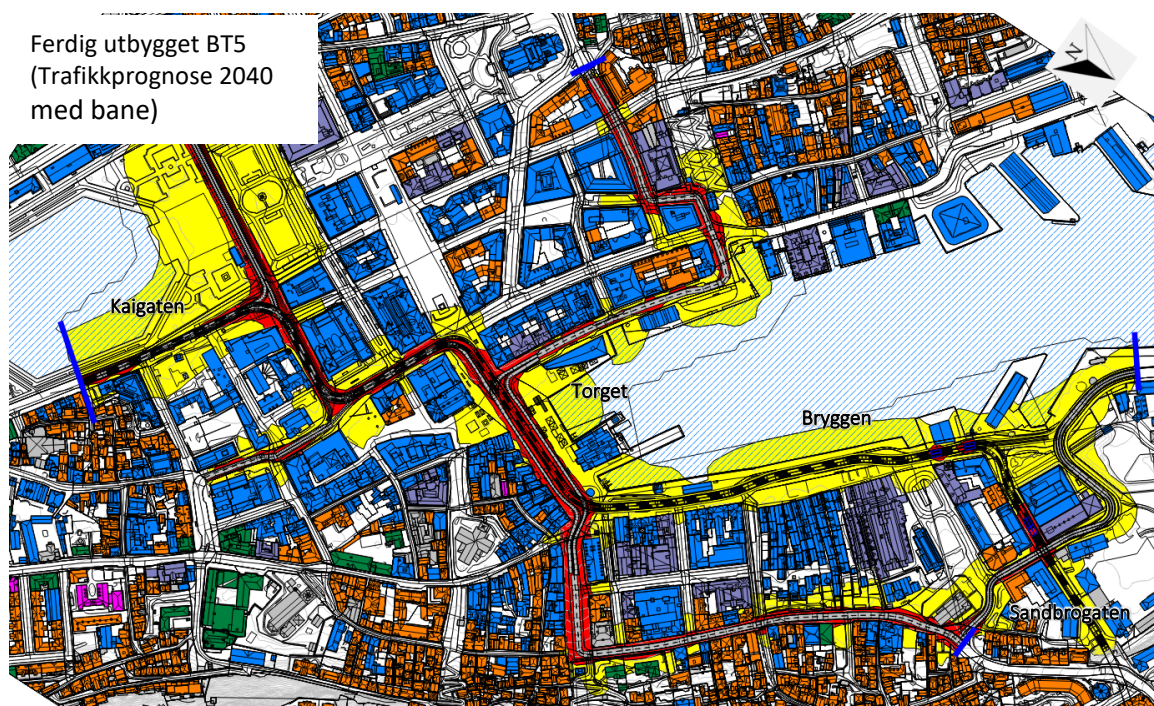 Ferdig utbygget BT5
(Trafikkprognose 2040
med bane)
N
Kaigaten
Torget
Bryggen
Sandbrogaten